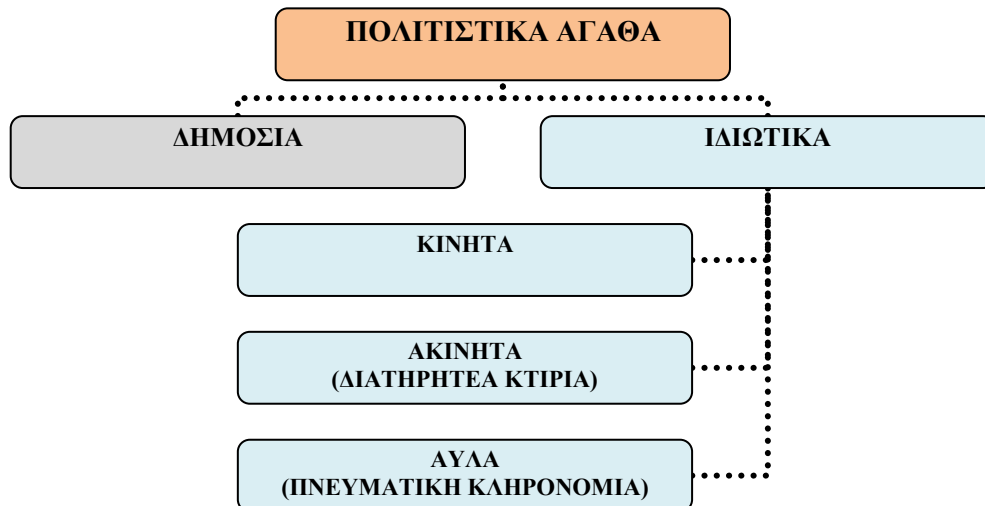 ΠΟΛΙΤΙΣΤΙΚΑ ΑΓΑΘΑ
ΔΗΜΟΣΙΑ
ΙΔΙΩΤΙΚΑ
ΚΙΝΗΤΑ
ΑΚΙΝΗΤΑ
(ΔΙΑΤΗΡΗΤΕΑ ΚΤΙΡΙΑ)
ΑΥΛΑ
(ΠΝΕΥΜΑΤΙΚΗ ΚΛΗΡΟΝΟΜΙΑ)